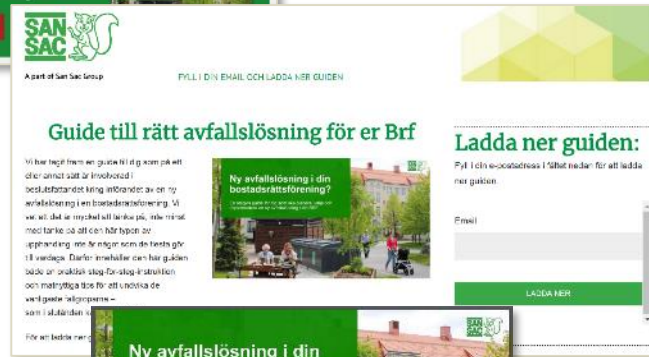 SAN
SAC
A part of San Sac Group
FYLL I DIN EMAIL OCH LADDA NER GUIDEN
Guide till rätt avfallslösning för er Brf
Vi har tagit fram en guide till dig som på ett
eller annat sätt är involverad i
beslutsfattandet kring införandet av en ny
avfallslösning i en bostadsrättsförening. Vi
vet att det är mycket att tänka på, inte minst
med tanke på att den här typen av
upphandling inte är något som de flesta gör
till vardags. Därför innehåller den här guiden
både en praktisk steg-för-steg-instruktion
och matnyttiga tips för att undvika de
vanligaste fallgroparna –
som i slutänden
För att ladda ner
Ny avfallslösning i din
bostadsrättsförening?
SAN
SAC
Ladda ner guiden:
Fyll i din e-postadress i fältet nedan för att ladda
ner guiden.
Email
LADDA NER
Ny avfallslösning i din
SAN